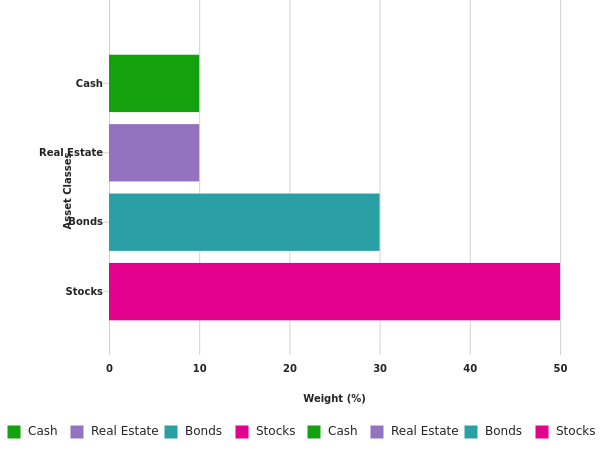 Cash
Real Estate
Bonds
Stocks
Asset Classes
0 10 20 30 40 50
Weight (%)
Cash Real Estate Bonds Stocks Cash Real Estate Bonds Stocks